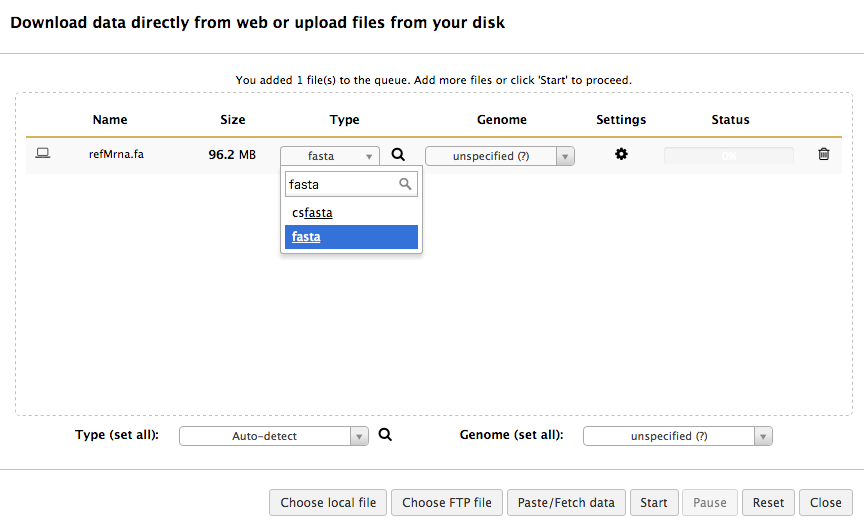 Download data directly from web or upload files from your disk
You added 1 file(s) to the queue. Add more files or click 'Start' to proceed.
Name Size Type Genome Settings Status
refMrna.fa 96.2 MB fasta unspecified (?) 0%
fasta
csfasta
fasta
Type (set all): Auto-detect Genome (set all): unspecified (?)
Choose local file Choose FTP file Paste/Fetch data Start Pause Reset Close